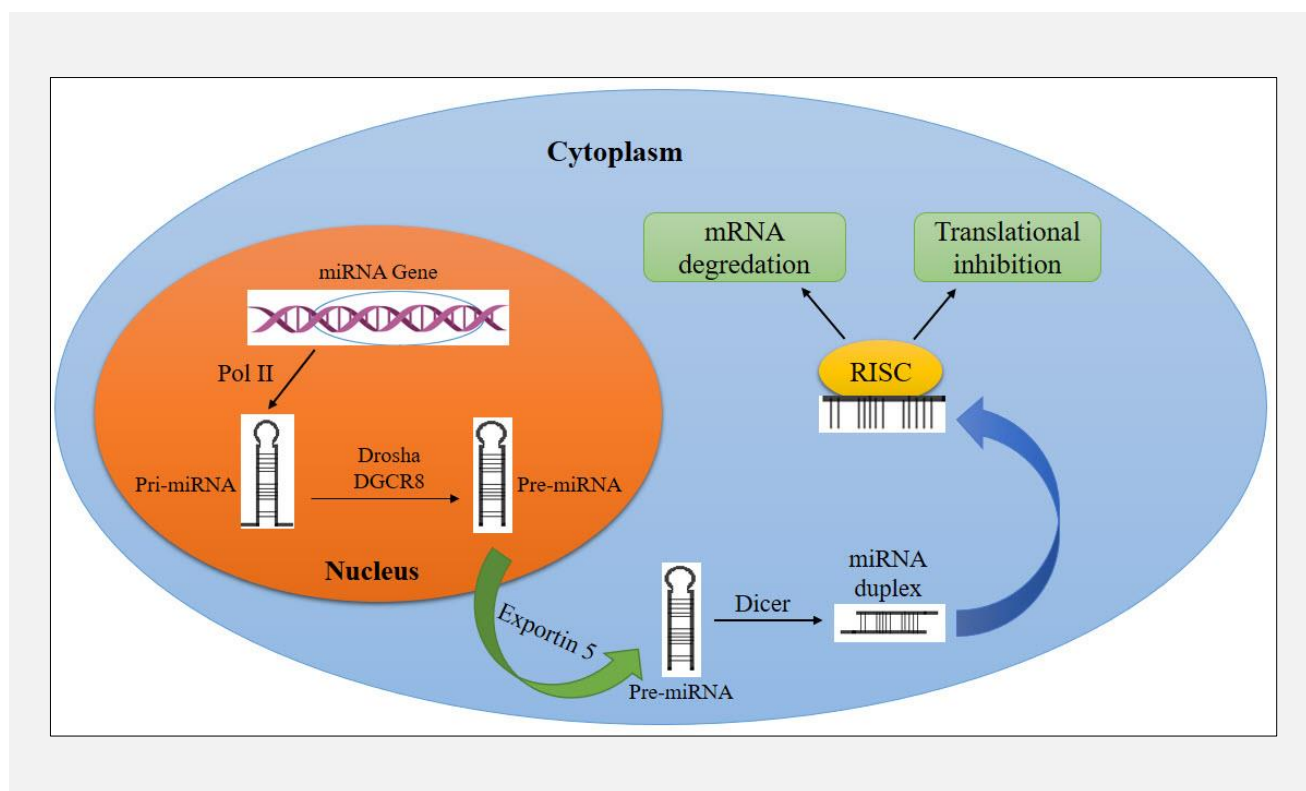 Cytoplasm
miRNA Gene
Pol II
Pri-miRNA
Drosha
DGCR8
Pre-miRNA
Nucleus
Exportin 5
Pre-miRNA
Dicer
miRNA
duplex
RISC
mRNA
degredation
Translational
inhibition